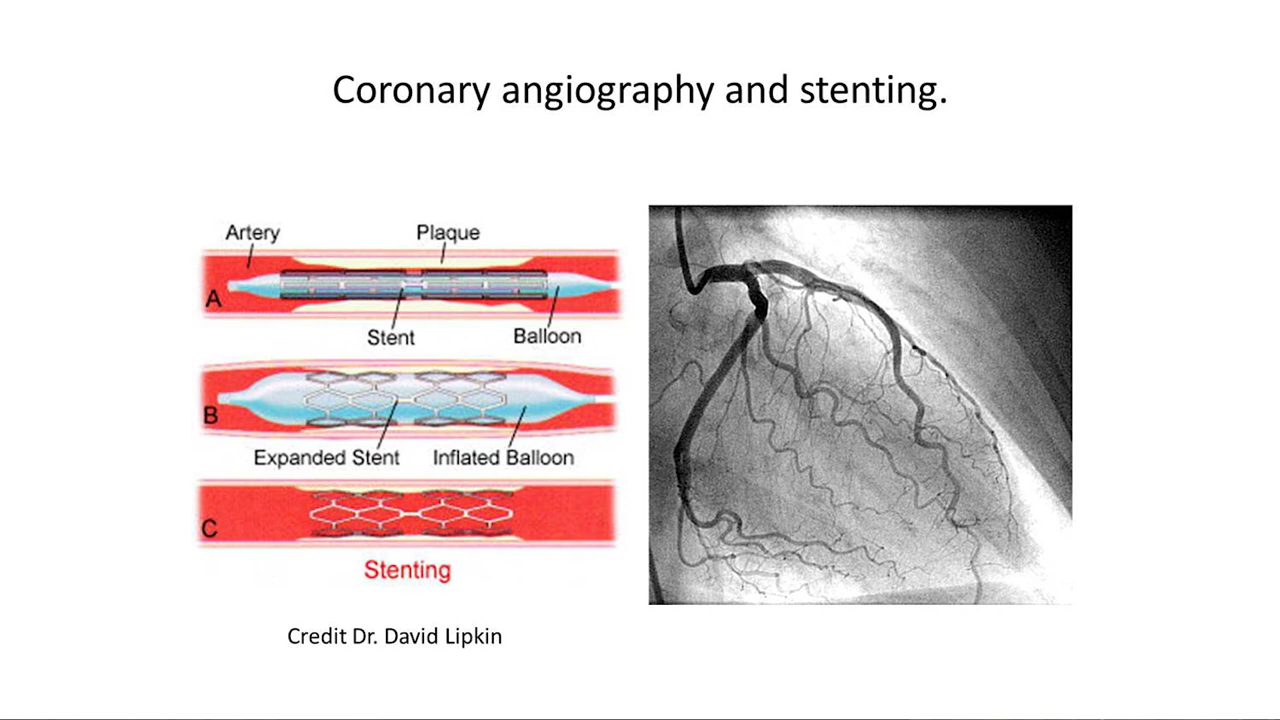 Coronary angiography and stenting.
Artery
Plaque
A
Stent
Balloon
B
Expanded Stent
Inflated Balloon
C
Stenting
Credit Dr. David Lipkin